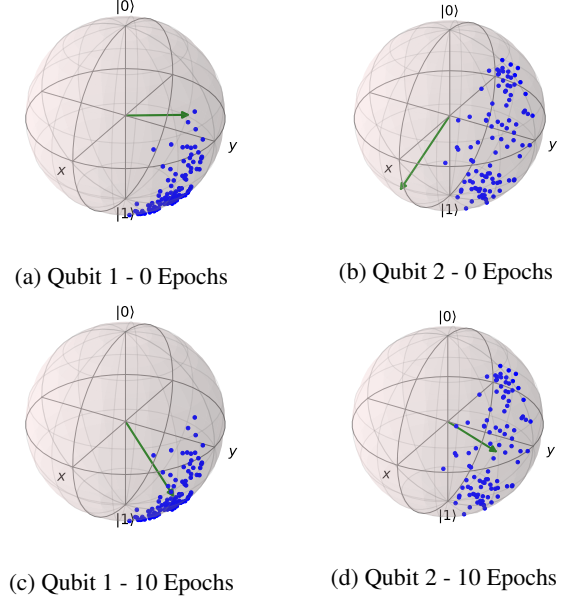 |0⟩
|0⟩
x
y
x
y
|1⟩
|1⟩
(a) Qubit 1 - 0 Epochs
(b) Qubit 2 - 0 Epochs
|0⟩
|0⟩
x
y
x
y
|1⟩
|1⟩
(c) Qubit 1 - 10 Epochs
(d) Qubit 2 - 10 Epochs